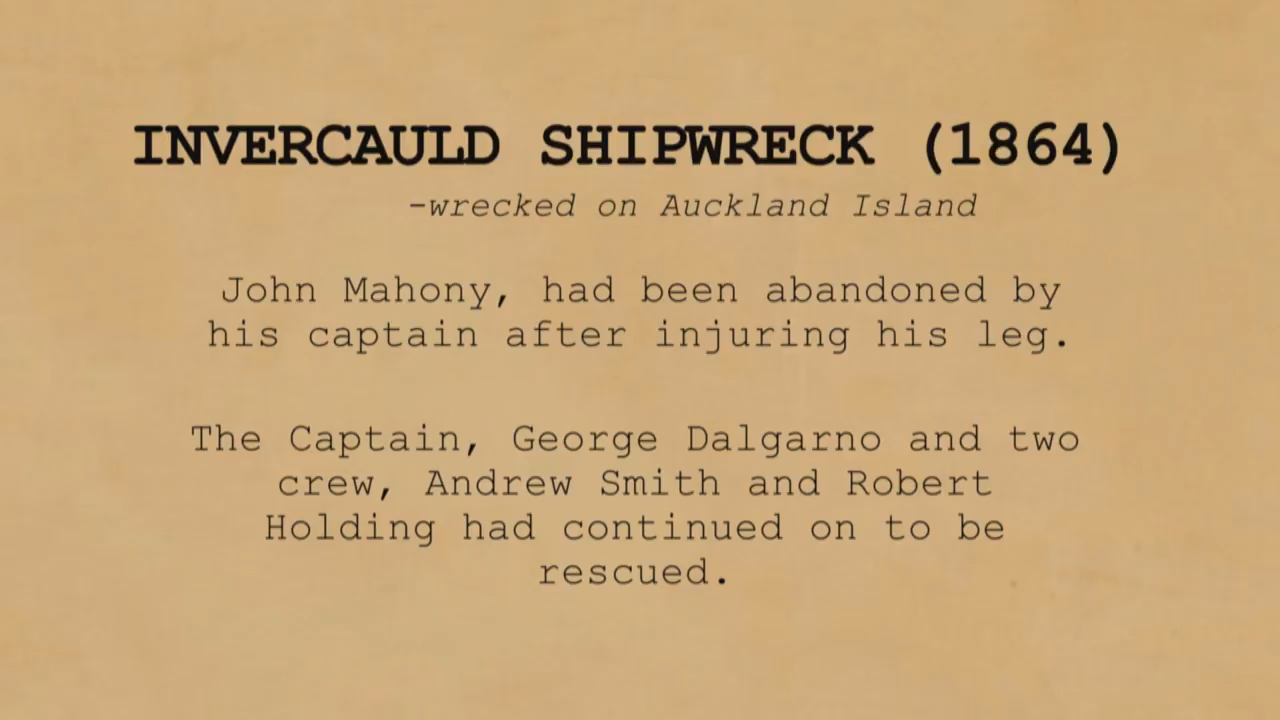 INVERCAULD SHIPWRECK (1864)
-wrecked on Auckland Island
John Mahony, had been abandoned by
his captain after injuring his leg.
The Captain, George Dalgarno and two
crew, Andrew Smith and Robert
Holding had continued on to be
rescued.